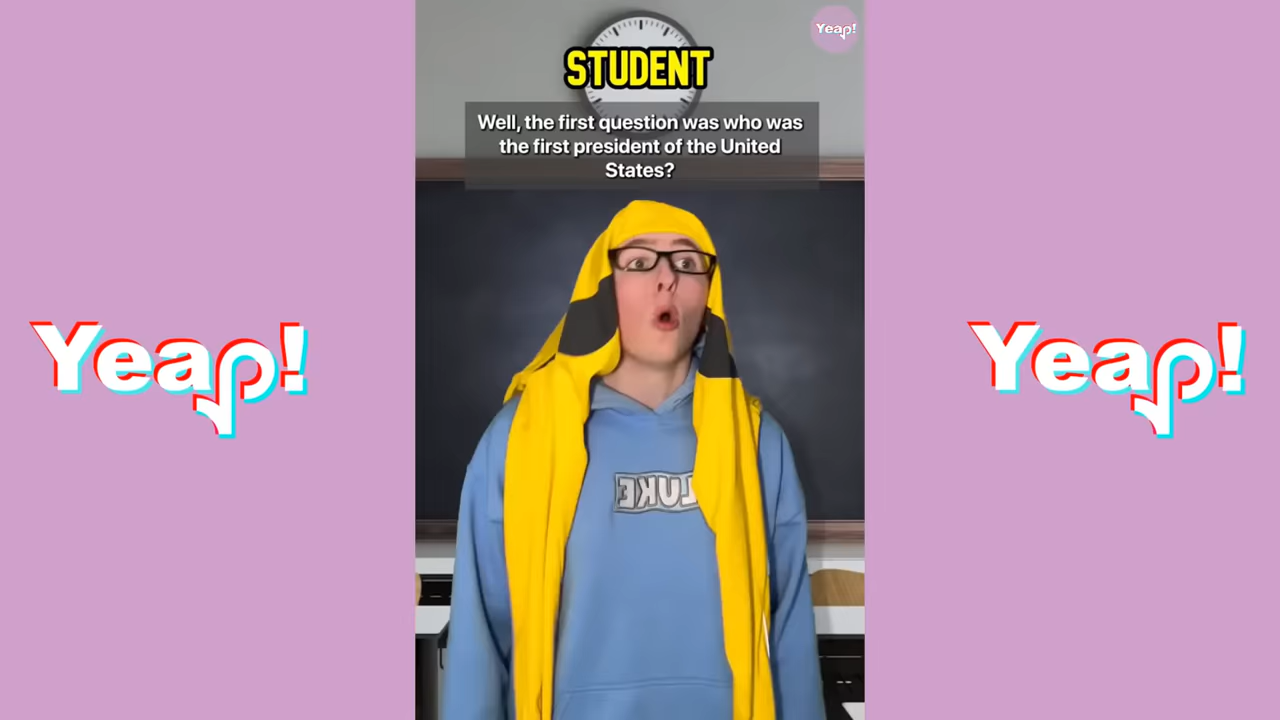 Yeap!
STUDENT
Well, the first question was who was
the first president of the United
States?
LUKE
Yeap!
Yeap!